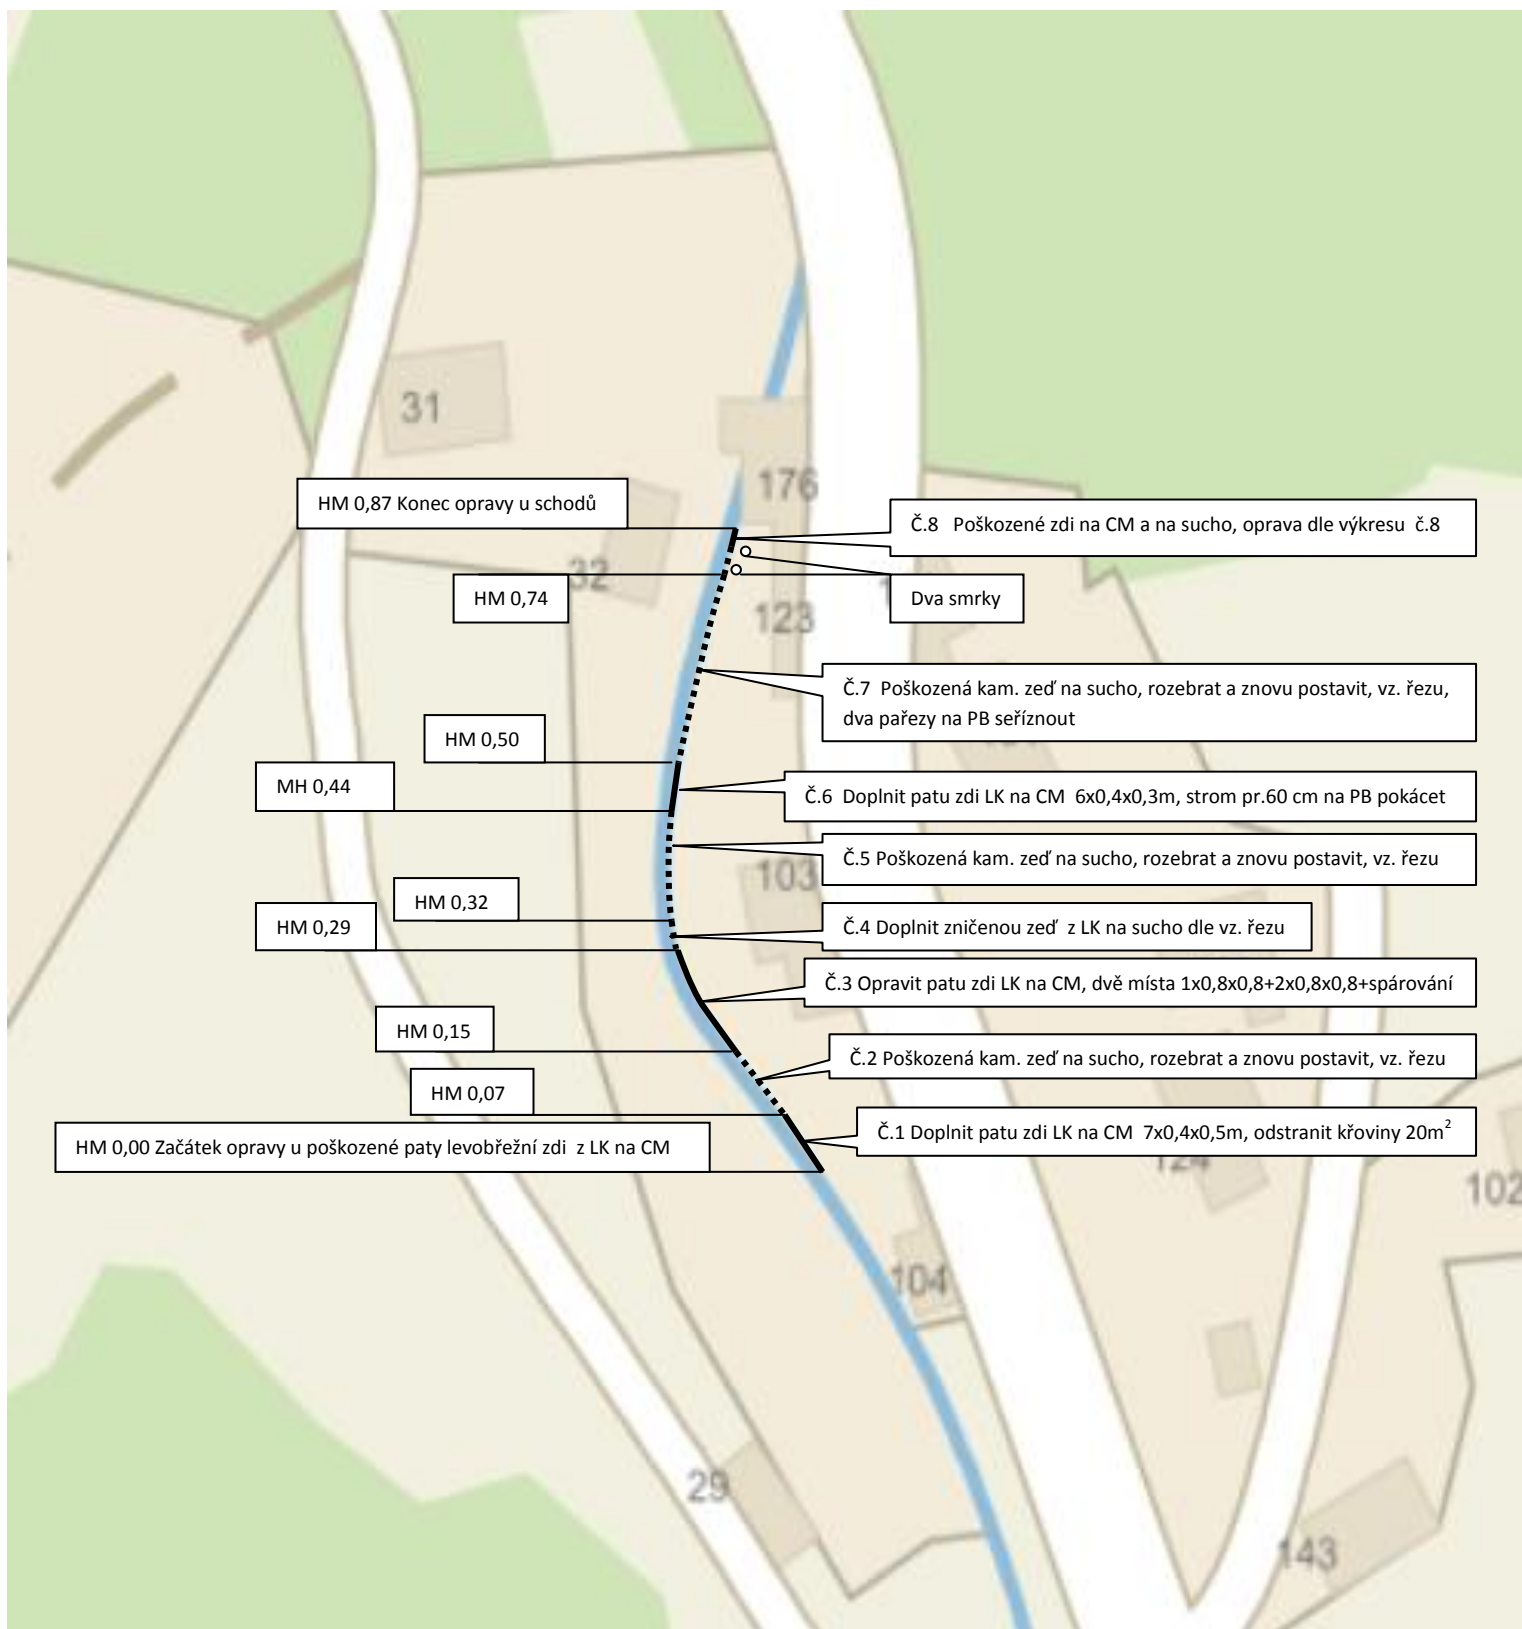 31
176
HM 0,87 Konec opravy u schodů
Č.8 Poškozené zdi na CM a na sucho, oprava dle výkresu č.8
32
HM 0,74
Dva smrky
123
Č.7 Poškozená kam. zeď na sucho, rozebrat a znovu postavit, vz. řezu,
dva pařezy na PB seříznout
HM 0,50
MH 0,44
Č.6 Doplnit patu zdi LK na CM 6x0,4x0,3m, strom pr.60 cm na PB pokácet
Č.5 Poškozená kam. zeď na sucho, rozebrat a znovu postavit, vz. řezu
103
HM 0,32
HM 0,29
Č.4 Doplnit zničenou zeď z LK na sucho dle vz. řezu
Č.3 Opravit patu zdi LK na CM, dvě místa 1x0,8x0,8+2x0,8x0,8+spárování
HM 0,15
Č.2 Poškozená kam. zeď na sucho, rozebrat a znovu postavit, vz. řezu
HM 0,07
Č.1 Doplnit patu zdi LK na CM 7x0,4x0,5m, odstranit křoviny 20m²
HM 0,00 Začátek opravy u poškozené paty levobřežní zdi z LK na CM
124
102
104
29
143